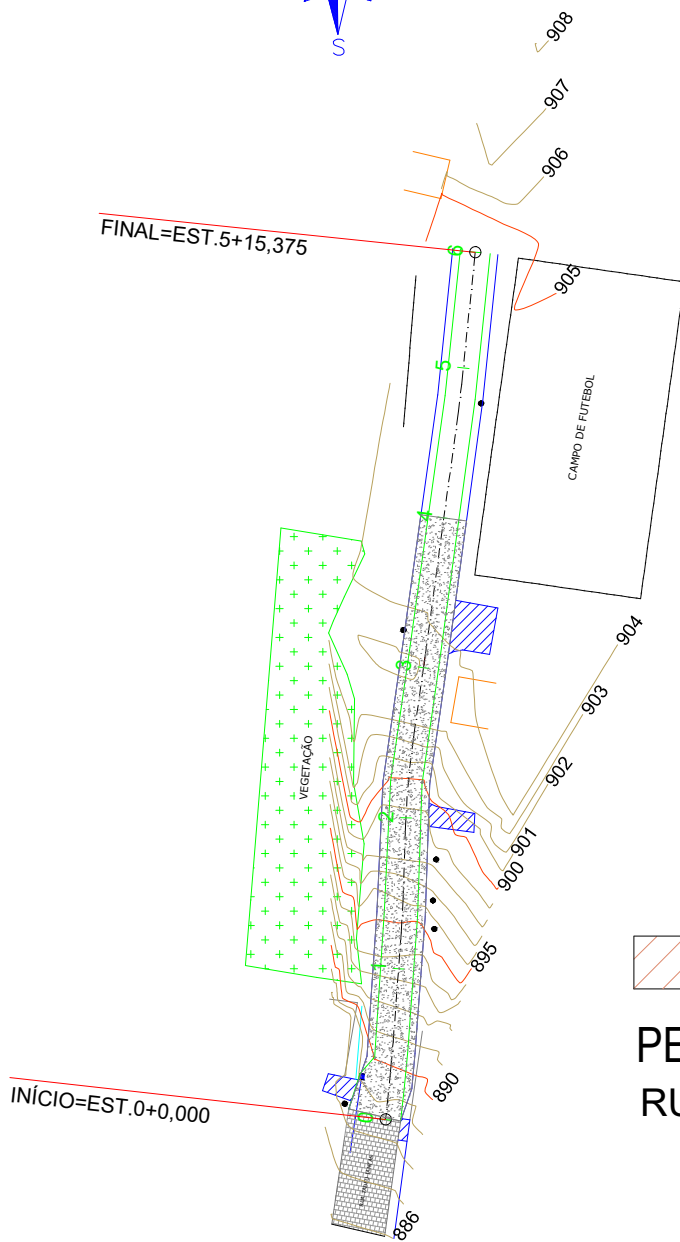 S
908
907
906
FINAL=EST.5+15,375
6
905
5
CAMPO DE FUTEBOL
4
904
3
903
VEGETAÇÃO
902
2
901
900
895
1
890
PE
RU
INÍCIO=EST.0+0,000
0
886